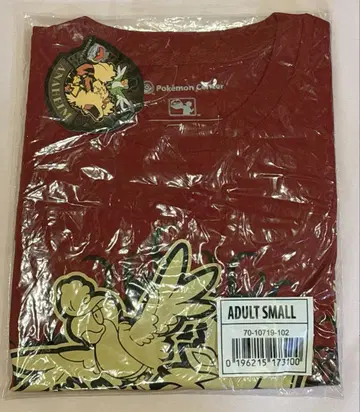 Pokémon Center
ADULT SMALL
70-10719-102
0 196215 173100